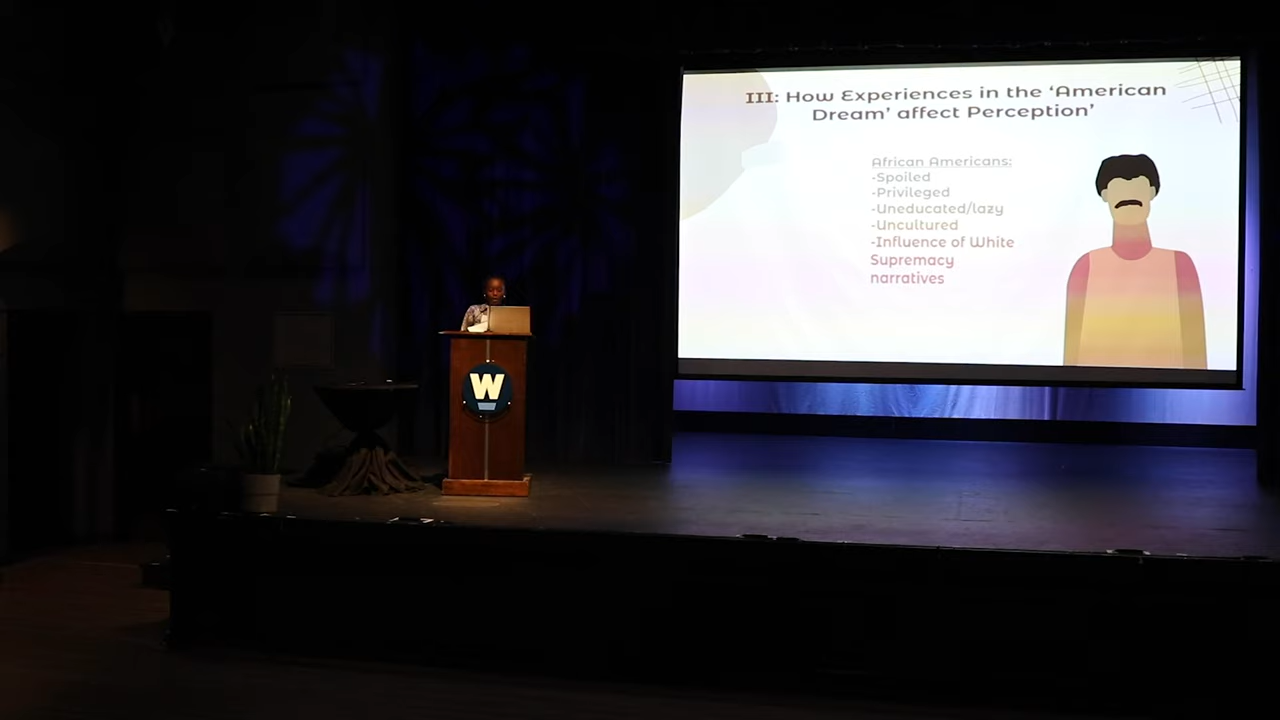 III: How Experiences in the ‘American
Dream’ affect Perception’
African Americans:
-Spoiled
-Privileged
-Uneducated/lazy
-Uncultured
-Influence of White
Supremacy
narratives
W